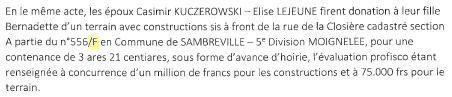 En le même acte, les époux Casimir KUCZEROWSKI – Elise LEJEUNE firent donation à leur fille
Bernadette d'un terrain avec constructions sis à front de la rue de la Closière cadastré section
A partie du n°556/F en Commune de SAMBREVILLE – 5e Division MOIGNELEE, pour une
contenance de 3 ares 21 centiares, sous forme d'avance d'hoirie, l'évaluation profisco étant
renseignée à concurrence d'un million de francs pour les constructions et à 75.000 frs pour le
terrain.